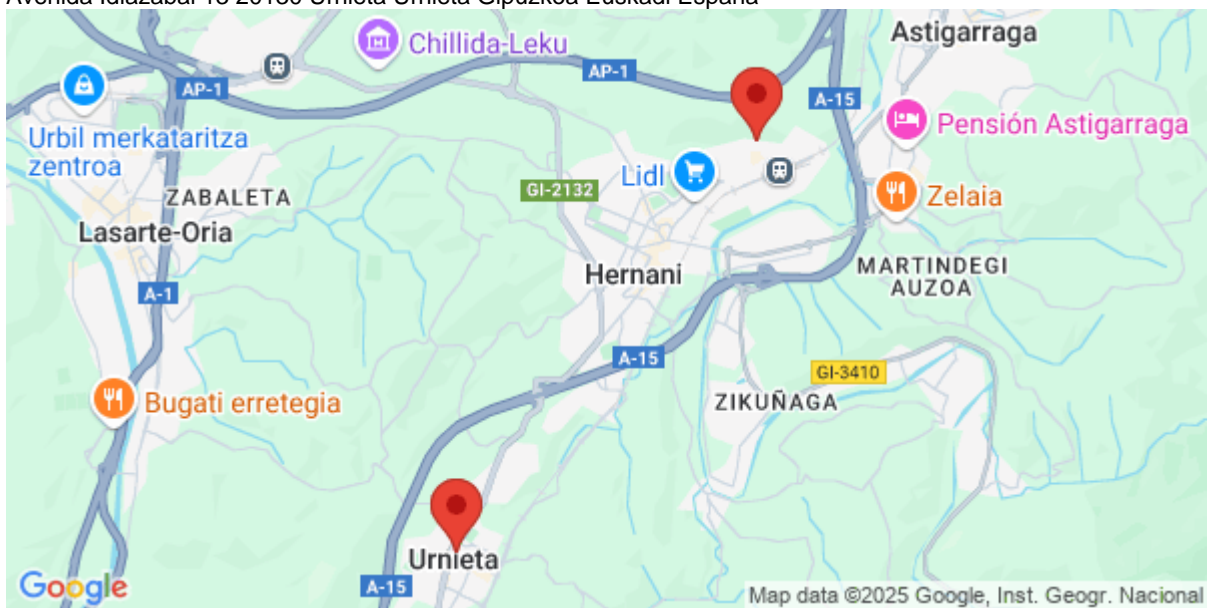 Astigarraga
Chillida-Leku
AP-1
AP-1
A-15
Urbil merkataritza
zentroa
Pensión Astigarraga
Lidl
GI-2132
ZABALETA
Zelaia
Lasarte-Oria
Hernani
MARTINDEGI
AUZOA
A-1
A-15
GI-3410
Bugati erretegia
ZIKUÑAGA
Urnieta
A-15
Google
Map data ©2025 Google, Inst. Geogr. Nacional